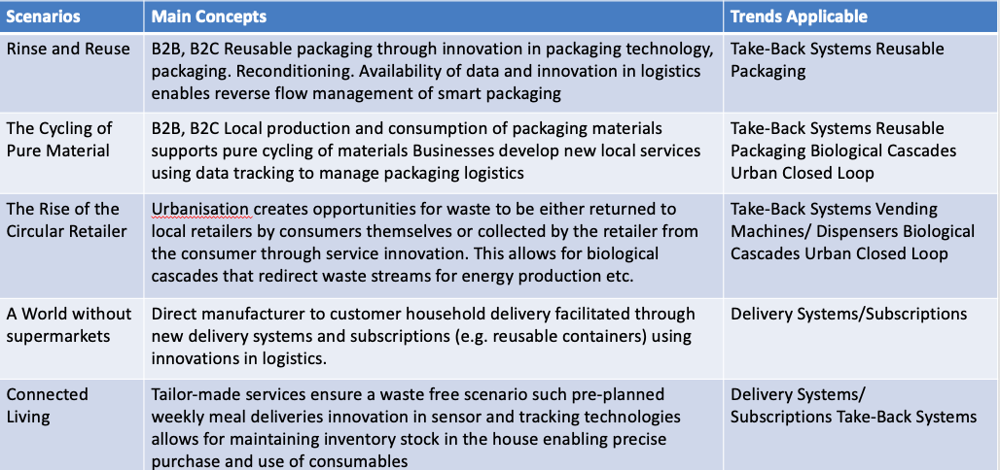 Scenarios
Main Concepts
Trends Applicable
Rinse and Reuse
B2B, B2C Reusable packaging through innovation in packaging technology,
packaging. Reconditioning. Availability of data and innovation in logistics
enables reverse flow management of smart packaging
Take-Back Systems Reusable
Packaging
The Cycling of
Pure Material
B2B, B2C Local production and consumption of packaging materials
supports pure cycling of materials Businesses develop new local services
using data tracking to manage packaging logistics
Take-Back Systems Reusable
Packaging Biological Cascades
Urban Closed Loop
The Rise of the
Circular Retailer
Urbanisation creates opportunities for waste to be either returned to
local retailers by consumers themselves or collected by the retailer from
the consumer through service innovation. This allows for biological
cascades that redirect waste streams for energy production etc.
Take-Back Systems Vending
Machines/ Dispensers Biological
Cascades Urban Closed Loop
A World without
supermarkets
Direct manufacturer to customer household delivery facilitated through
new delivery systems and subscriptions (e.g. reusable containers) using
innovations in logistics.
Delivery Systems/Subscriptions
Connected
Living
Tailor-made services ensure a waste free scenario such pre-planned
weekly meal deliveries innovation in sensor and tracking technologies
allows for maintaining inventory stock in the house enabling precise
purchase and use of consumables
Delivery Systems/
Subscriptions Take-Back Systems